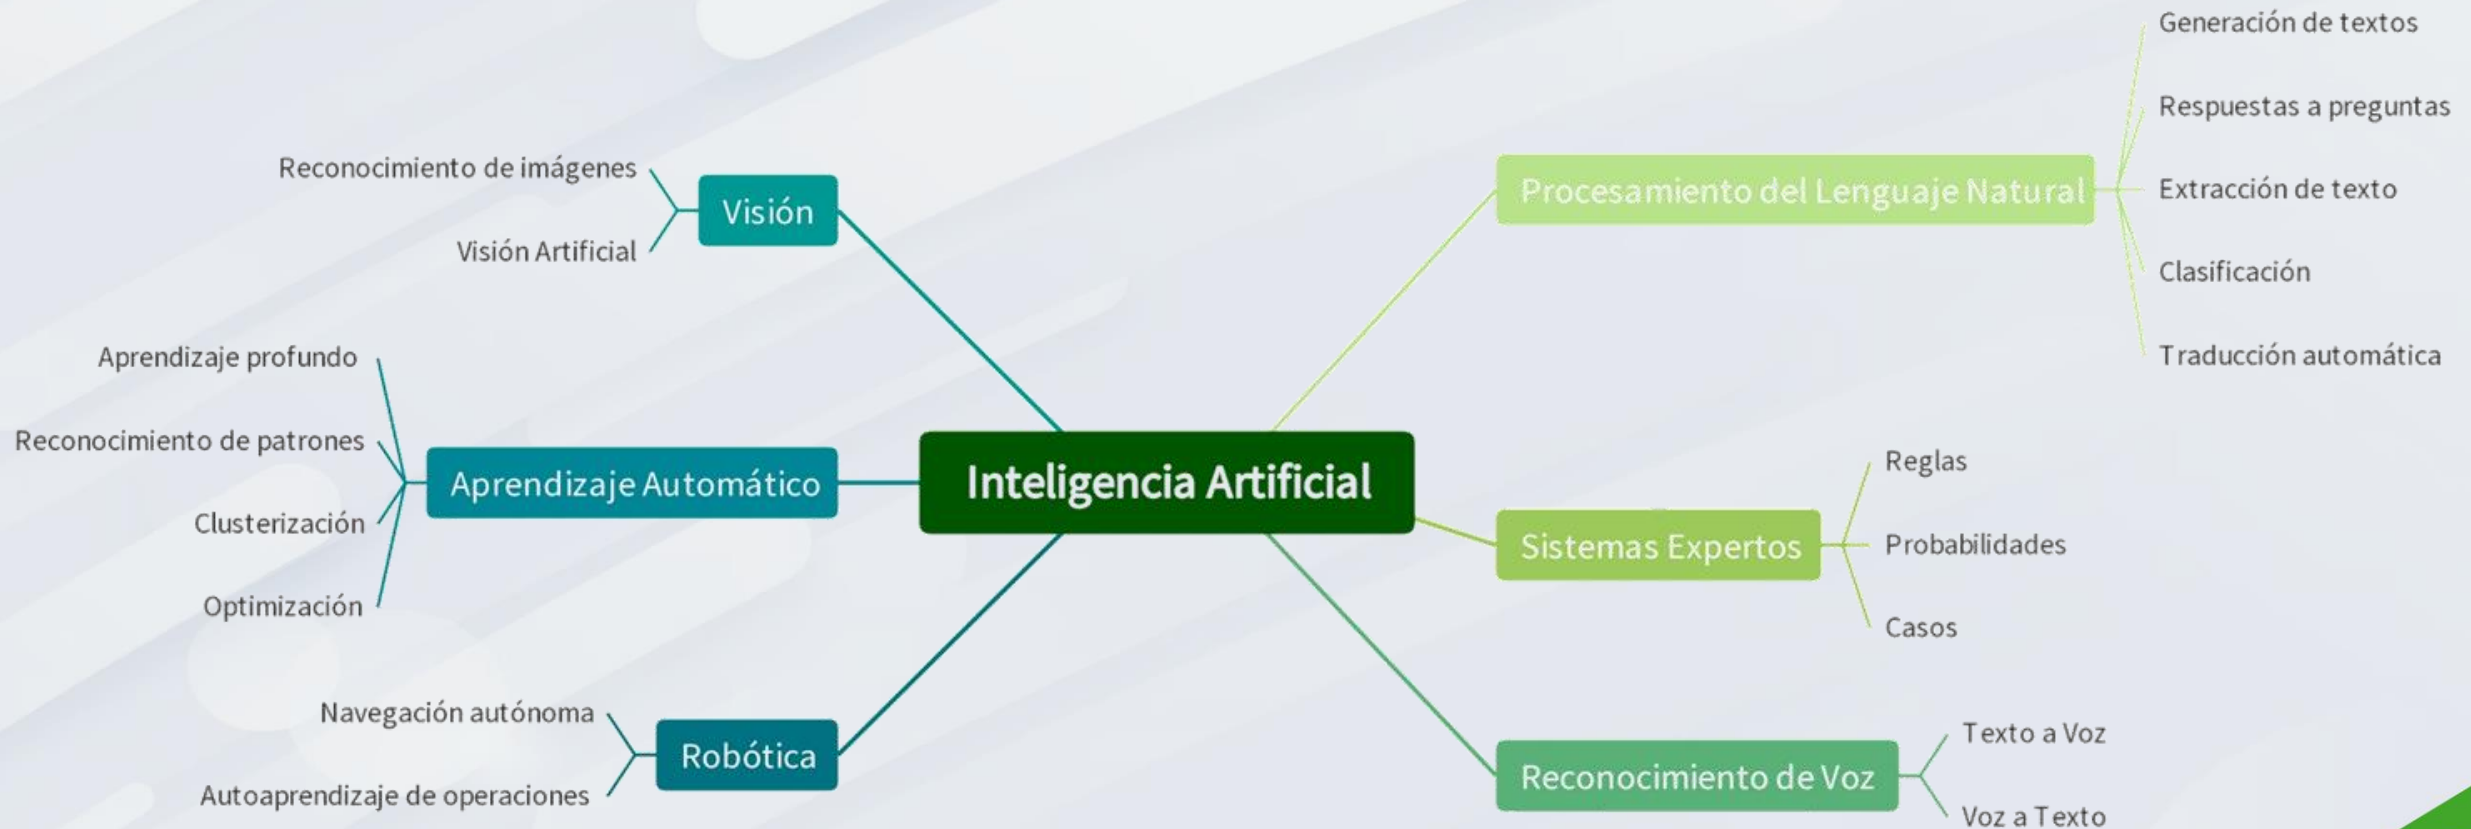 Inteligencia Artificial
Visión
Reconocimiento de imágenes
Visión Artificial
Aprendizaje Automático
Aprendizaje profundo
Reconocimiento de patrones
Clusterización
Optimización
Robótica
Navegación autónoma
Autoaprendizaje de operaciones
Procesamiento del Lenguaje Natural
Generación de textos
Respuestas a preguntas
Extracción de texto
Clasificación
Traducción automática
Sistemas Expertos
Reglas
Probabilidades
Casos
Reconocimiento de Voz
Texto a Voz
Voz a Texto